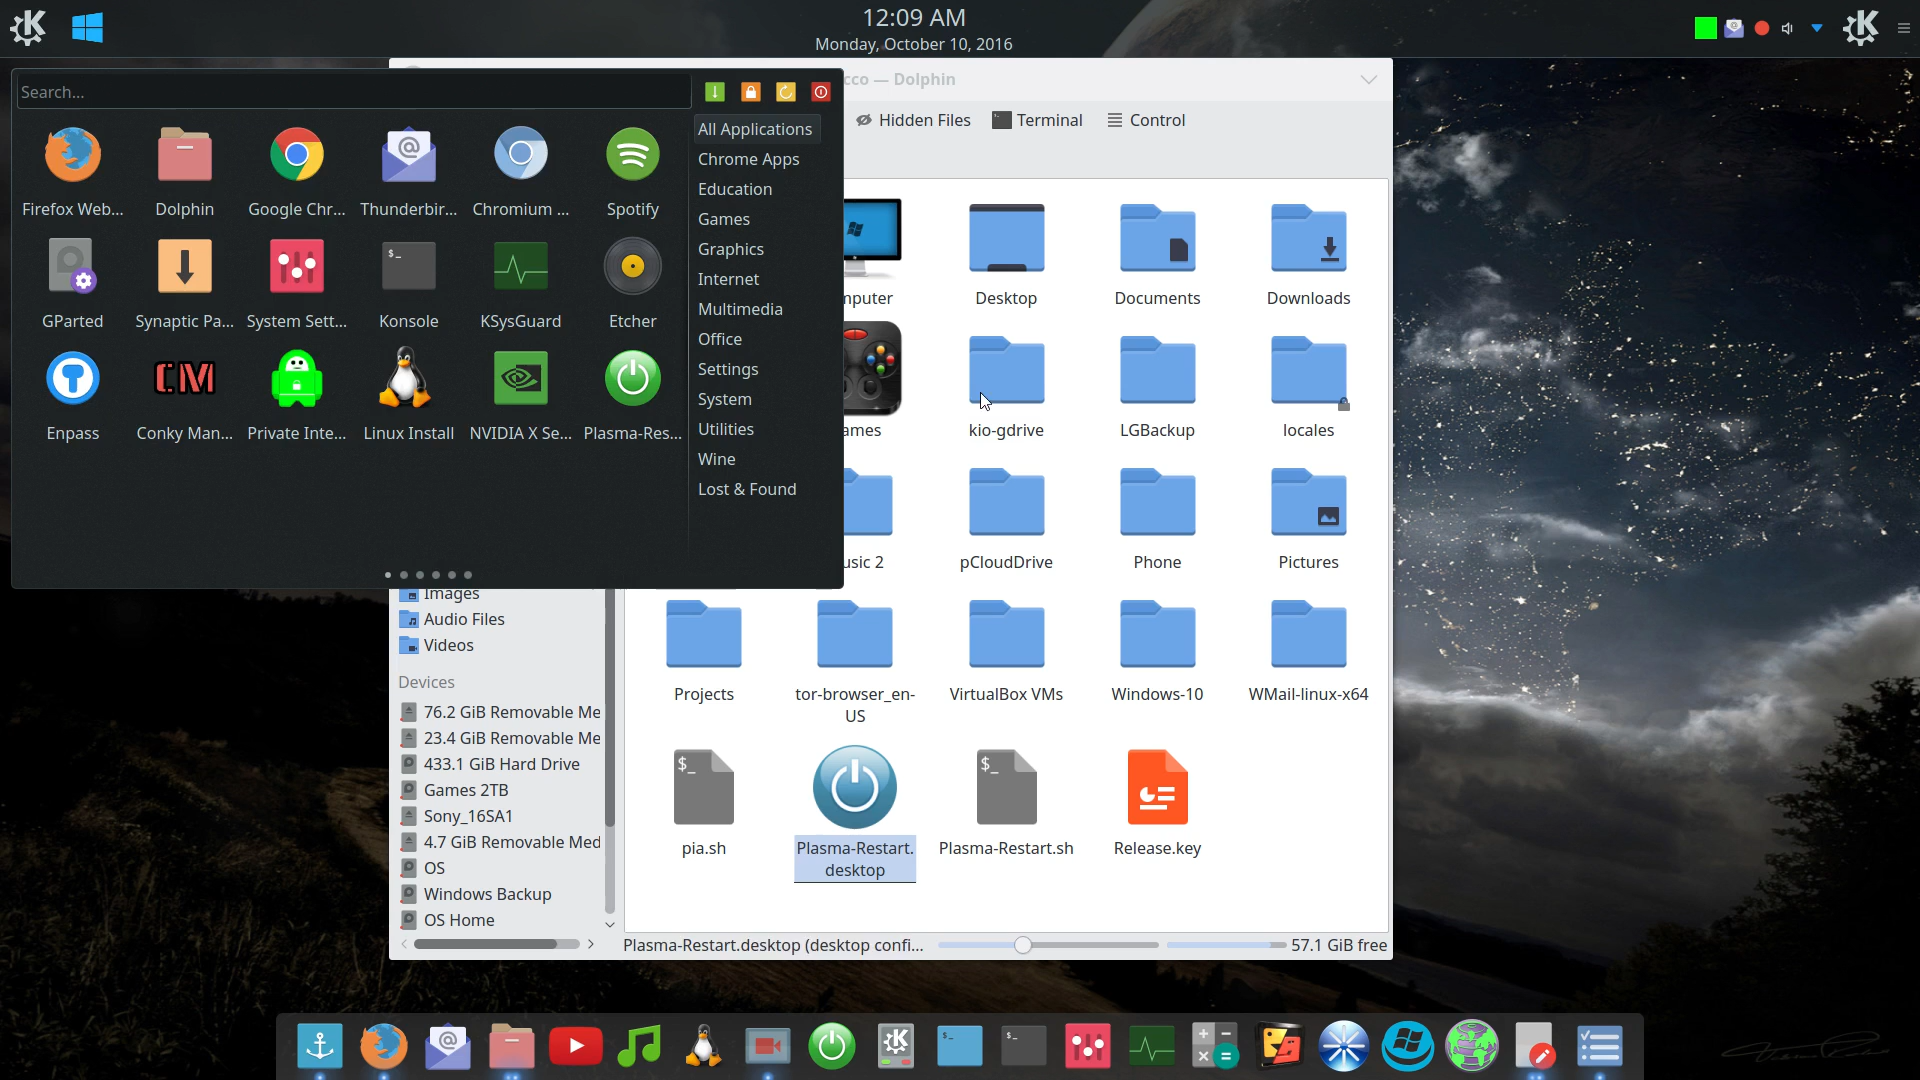 12:09 AM
Monday, October 10, 2016
Search...
Firefox Web...
Dolphin
Google Chr...
Thunderbir...
Chromium ...
Spotify
GParted
Synaptic Pa...
System Sett...
Konsole
KSysGuard
Etcher
Enpass
Conky Man...
Private Inte...
Linux Install
NVIDIA X Se...
Plasma-Res...
All Applications
Chrome Apps
Education
Games
Graphics
Internet
Multimedia
Office
Settings
System
Utilities
Wine
Lost & Found
cco — Dolphin
Hidden Files
Terminal
Control
nputer
Desktop
Documents
Downloads
ames
kio-gdrive
LGBackup
locales
usic 2
pCloudDrive
Phone
Pictures
Projects
tor-browser_en-
US
VirtualBox VMs
Windows-10
WMail-linux-x64
pia.sh
Plasma-Restart.
desktop
Plasma-Restart.sh
Release.key
Images
Audio Files
Videos
Devices
76.2 GiB Removable Me
23.4 GiB Removable Me
433.1 GiB Hard Drive
Games 2TB
Sony_16SA1
4.7 GiB Removable Med
OS
Windows Backup
OS Home
Plasma-Restart.desktop (desktop confi...
57.1 GiB free